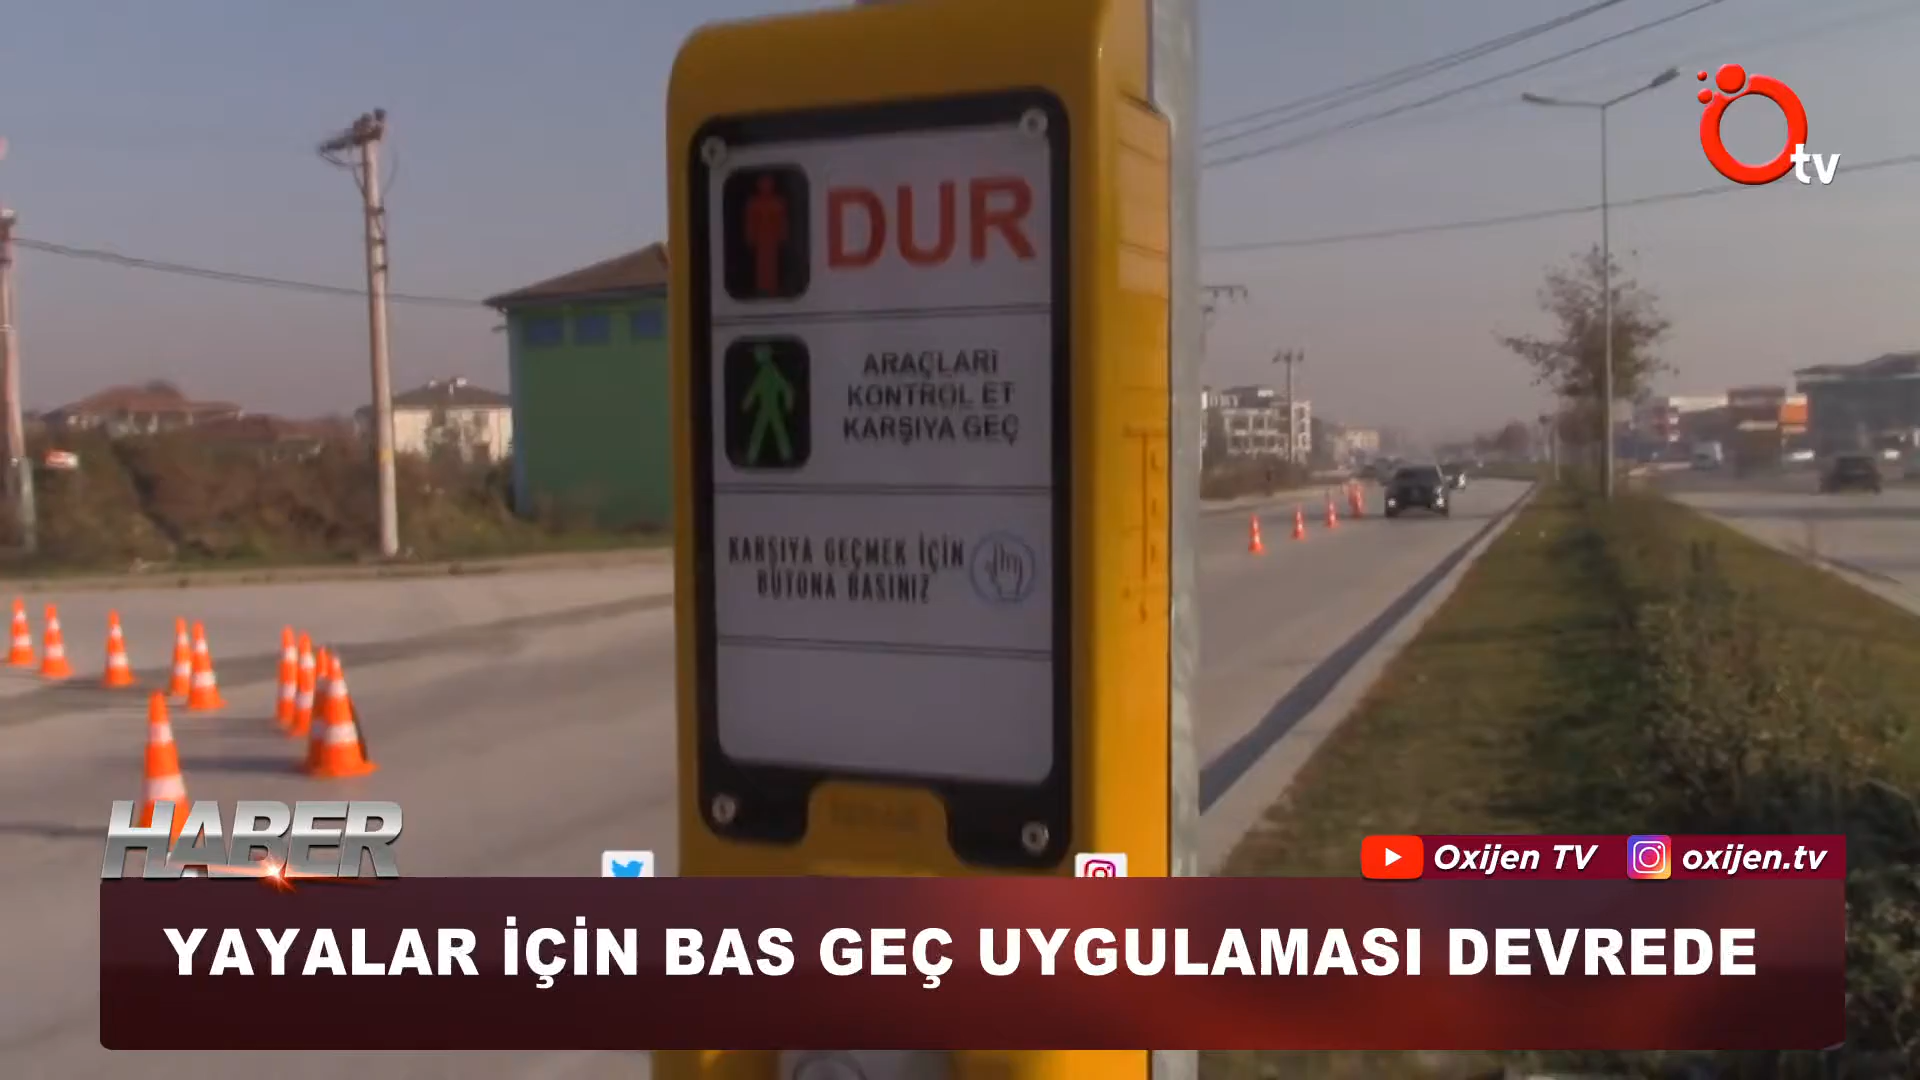 tv
DUR
ARAÇLARI
KONTROL ET
KARŞIYA GEÇ
KARŞIYA GEÇMEK İÇİN
BUTONA BASINIZ
HABER
Oxijen TV
oxijen.tv
YAYALAR İÇİN BAS GEÇ UYGULAMASI DEVREDE